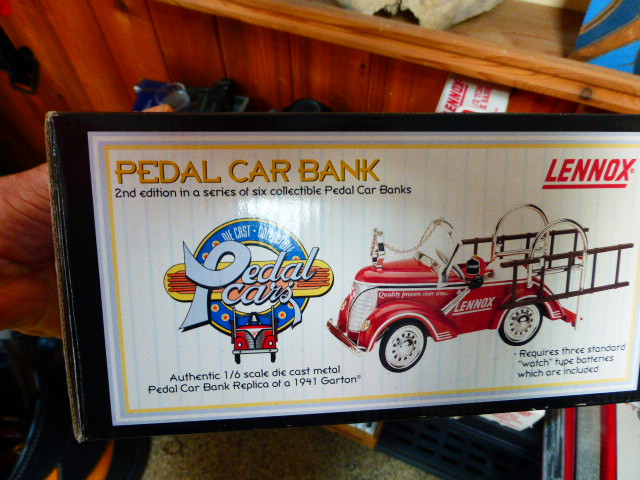 PEDAL CAR BANK
2nd edition in a series of six collectible Pedal Car Banks
LENNOX®
DIE CAST • COLLECTIBLE
Pedal
cars
Quality proven over time.
LENNOX
Authentic 1/6 scale die cast metal
Pedal Car Bank Replica of a 1941 Garton®
• Requires three standard
"watch" type batteries
which are included
LENNOX